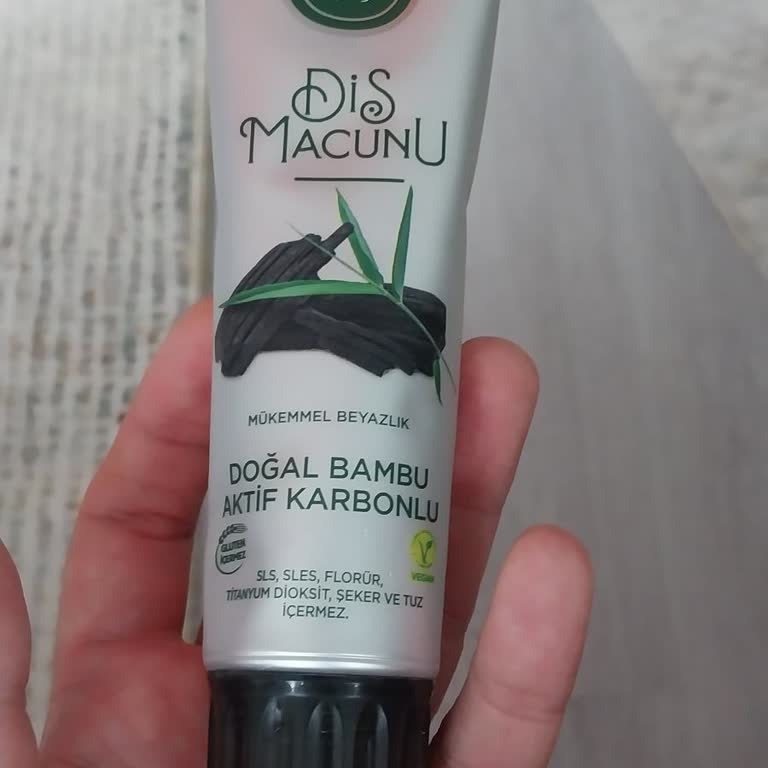 DİŞ
MACUNU
MÜKEMMEL BEYAZLIK
DOĞAL BAMBU
AKTİF KARBONLU
GLUTEN
İÇERMEZ
VEGAN
SLS, SLES, FLORÜR,
TİTANYUM DİOKSİT, ŞEKER VE TUZ
İÇERMEZ.